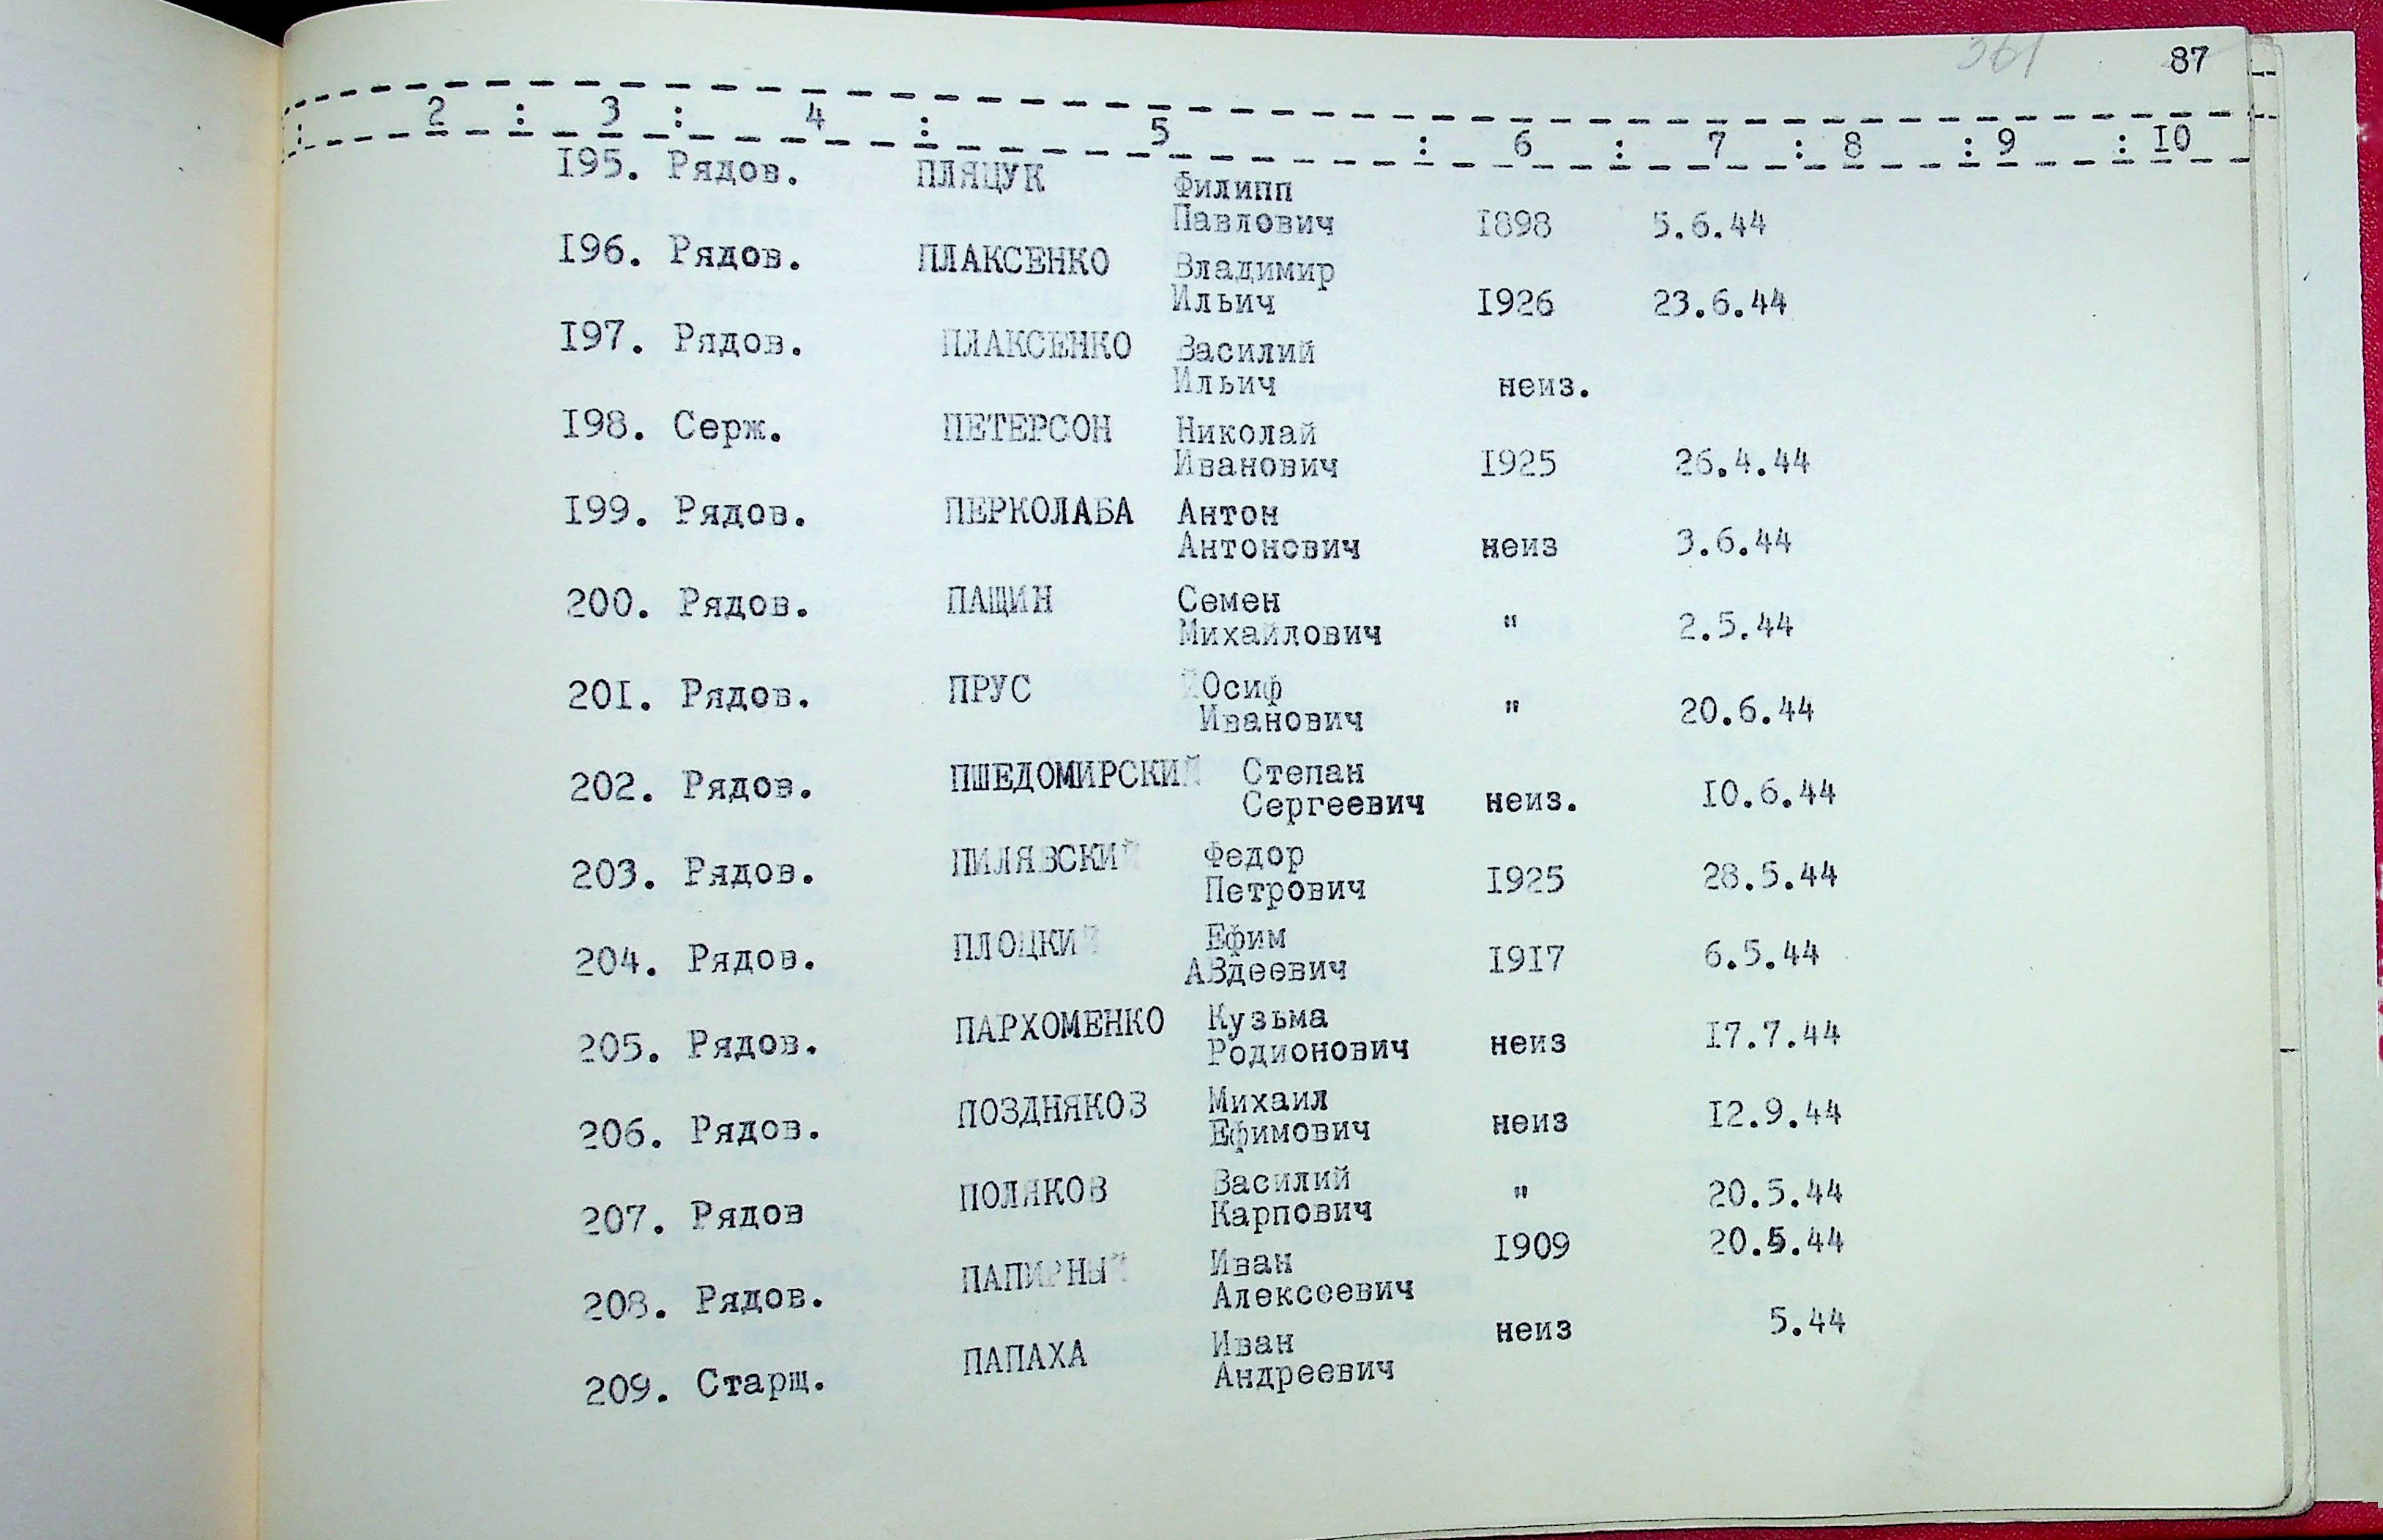 361 87
2 : 3 : 4 : 5 : 6 : 7 : 8 : 9 : 10
195. Рядов. ПЛЯЦУК Филипп
Павлович 1898 5.6.44
196. Рядов. ПЛАКСЕНКО Владимир
Ильич 1926 23.6.44
197. Рядов. ПЛАКСЕНКО Василий
Ильич неиз.
198. Серж. ПЕТЕРСОН Николай
Иванович 1925 26.4.44
199. Рядов. ПЕРКОЛАБА Антон
Антонович неиз 3.6.44
200. Рядов. ПАЩИН Семен
Михайлович " 2.5.44
201. Рядов. ПРУС ЙОсиф
Иванович " 20.6.44
202. Рядов. ПШЕДОМИРСКИЙ Степан
Сергеевич неиз. 10.6.44
203. Рядов. ПИЛЯВСКИЙ Федор
Петрович 1925 28.5.44
204. Рядов. ПЛОЦКИЙ Ефим
АВдеевич 1917 6.5.44
205. Рядов. ПАРХОМЕНКО Кузьма
Родионович неиз 17.7.44
206. Рядов. ПОЗДНЯКОВ Михаил
Ефимович неиз 12.9.44
207. Рядов ПОЛЯКОВ Василий
Карпович " 20.5.44
208. Рядов. ПАПИРНЫЙ Иван
Алексеевич 1909 20.5.44
209. Старщ. ПАПАХА Иван
Андреевич неиз 5.44